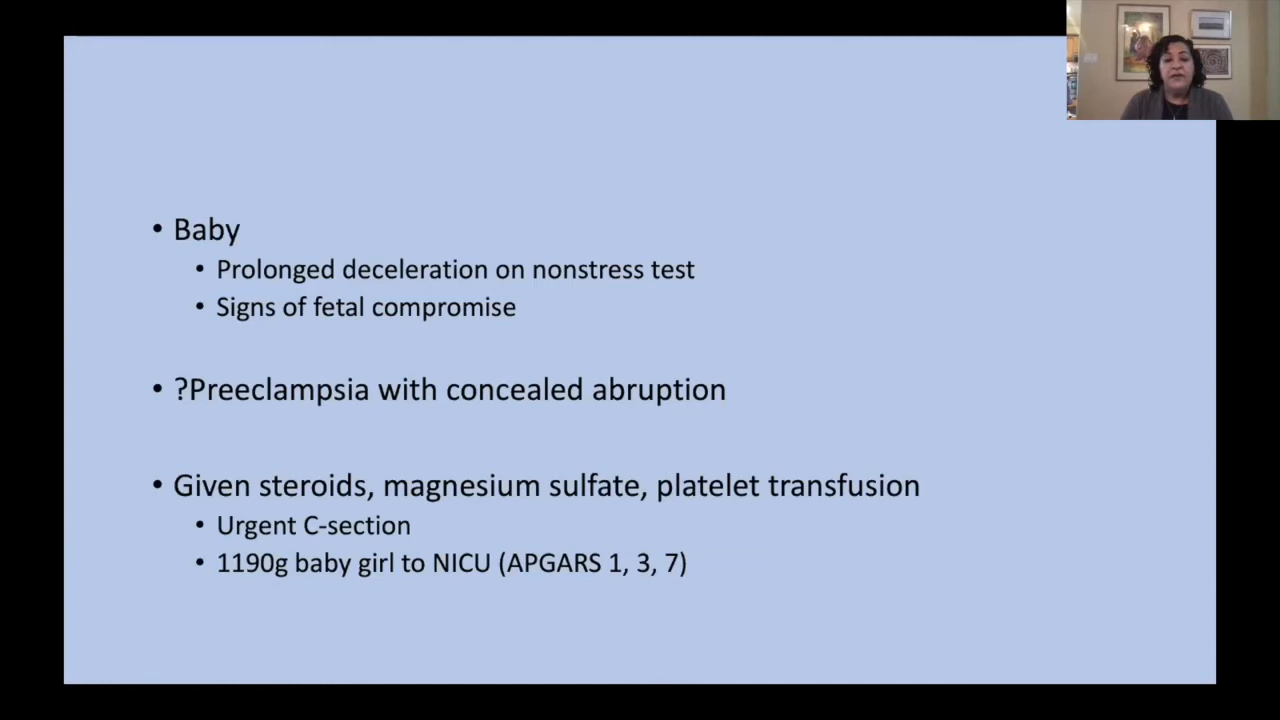 • Baby
• Prolonged deceleration on nonstress test
• Signs of fetal compromise
• ?Preeclampsia with concealed abruption
• Given steroids, magnesium sulfate, platelet transfusion
• Urgent C-section
• 1190g baby girl to NICU (APGARS 1, 3, 7)